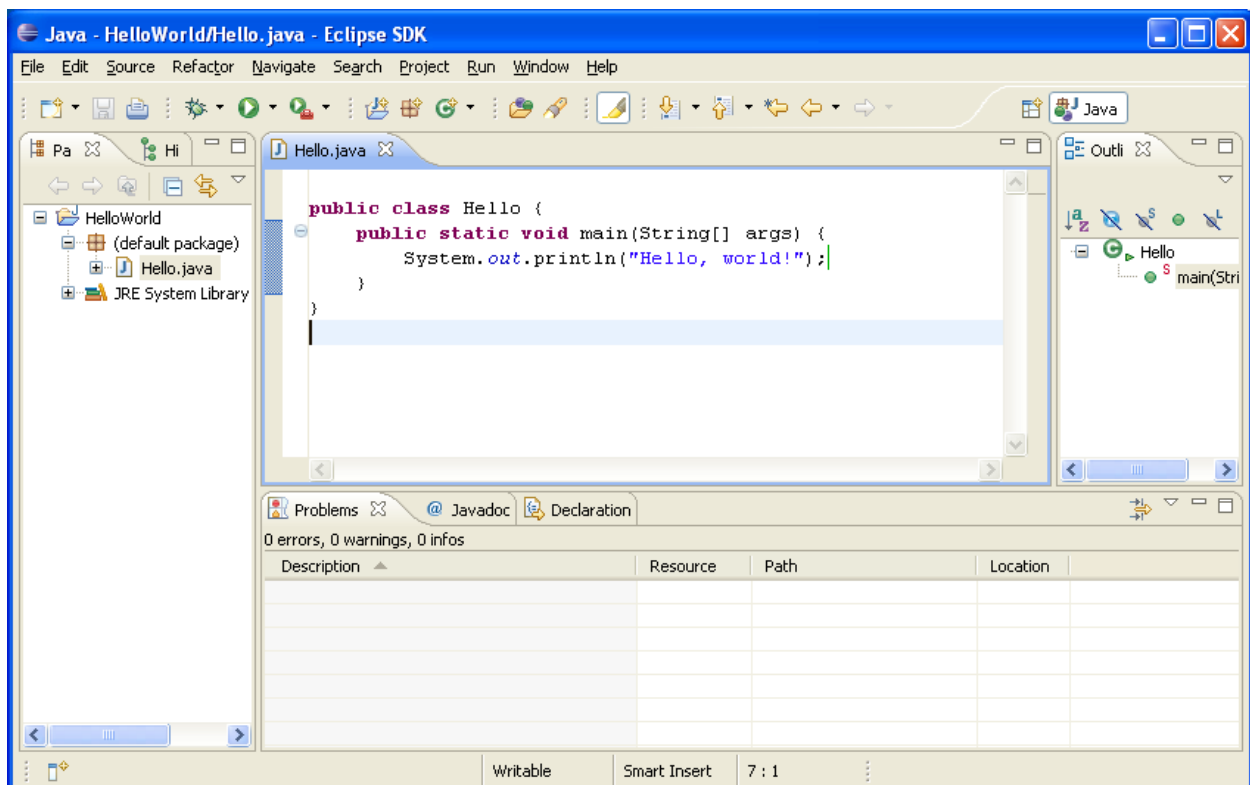 Java - HelloWorld/Hello.java - Eclipse SDK
File Edit Source Refactor Navigate Search Project Run Window Help
Java
Pa
Hi
HelloWorld
(default package)
Hello.java
JRE System Library
Hello.java
public class Hello {
    public static void main(String[] args) {
        System.out.println("Hello, world!");
    }
}
Outli
Hello
main(Stri
Problems @ Javadoc Declaration
0 errors, 0 warnings, 0 infos
Description Resource Path Location
Writable Smart Insert 7 : 1